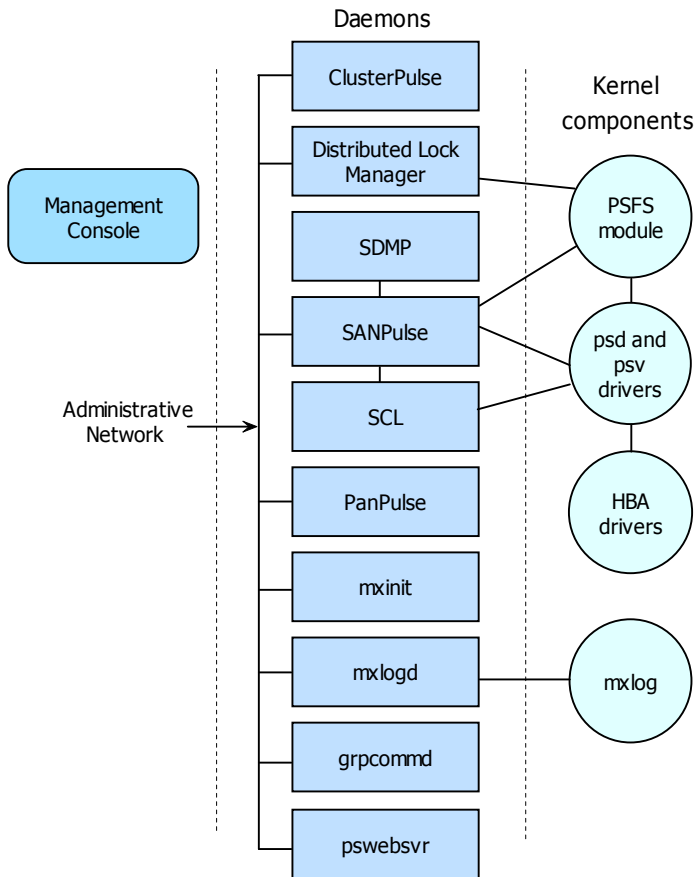 Daemons
ClusterPulse
Kernel
components
Distributed Lock
Manager
Management
Console
PSFS
module
SDMP
SANPulse
psd and
psv
drivers
Administrative
Network
SCL
PanPulse
HBA
drivers
mxinit
mxlogd
mxlog
grpcommd
pswebsvr